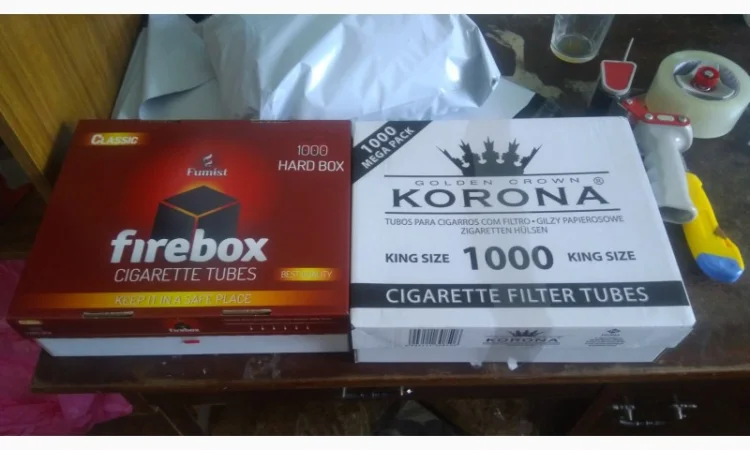 CLASSIC
1000
HARD BOX
Fumist
firebox
CIGARETTE TUBES
BEST QUALITY
KEEP IT IN A SAFE PLACE
firebox
1000
MEGA PACK
GOLDEN CROWN
KORONA ®
TUBOS PARA CIGARROS COM FILTRO • GILZY PAPIEROSOWE
ZIGARETTEN HÜLSEN
KING SIZE 1000 KING SIZE
CIGARETTE FILTER TUBES
KORONA